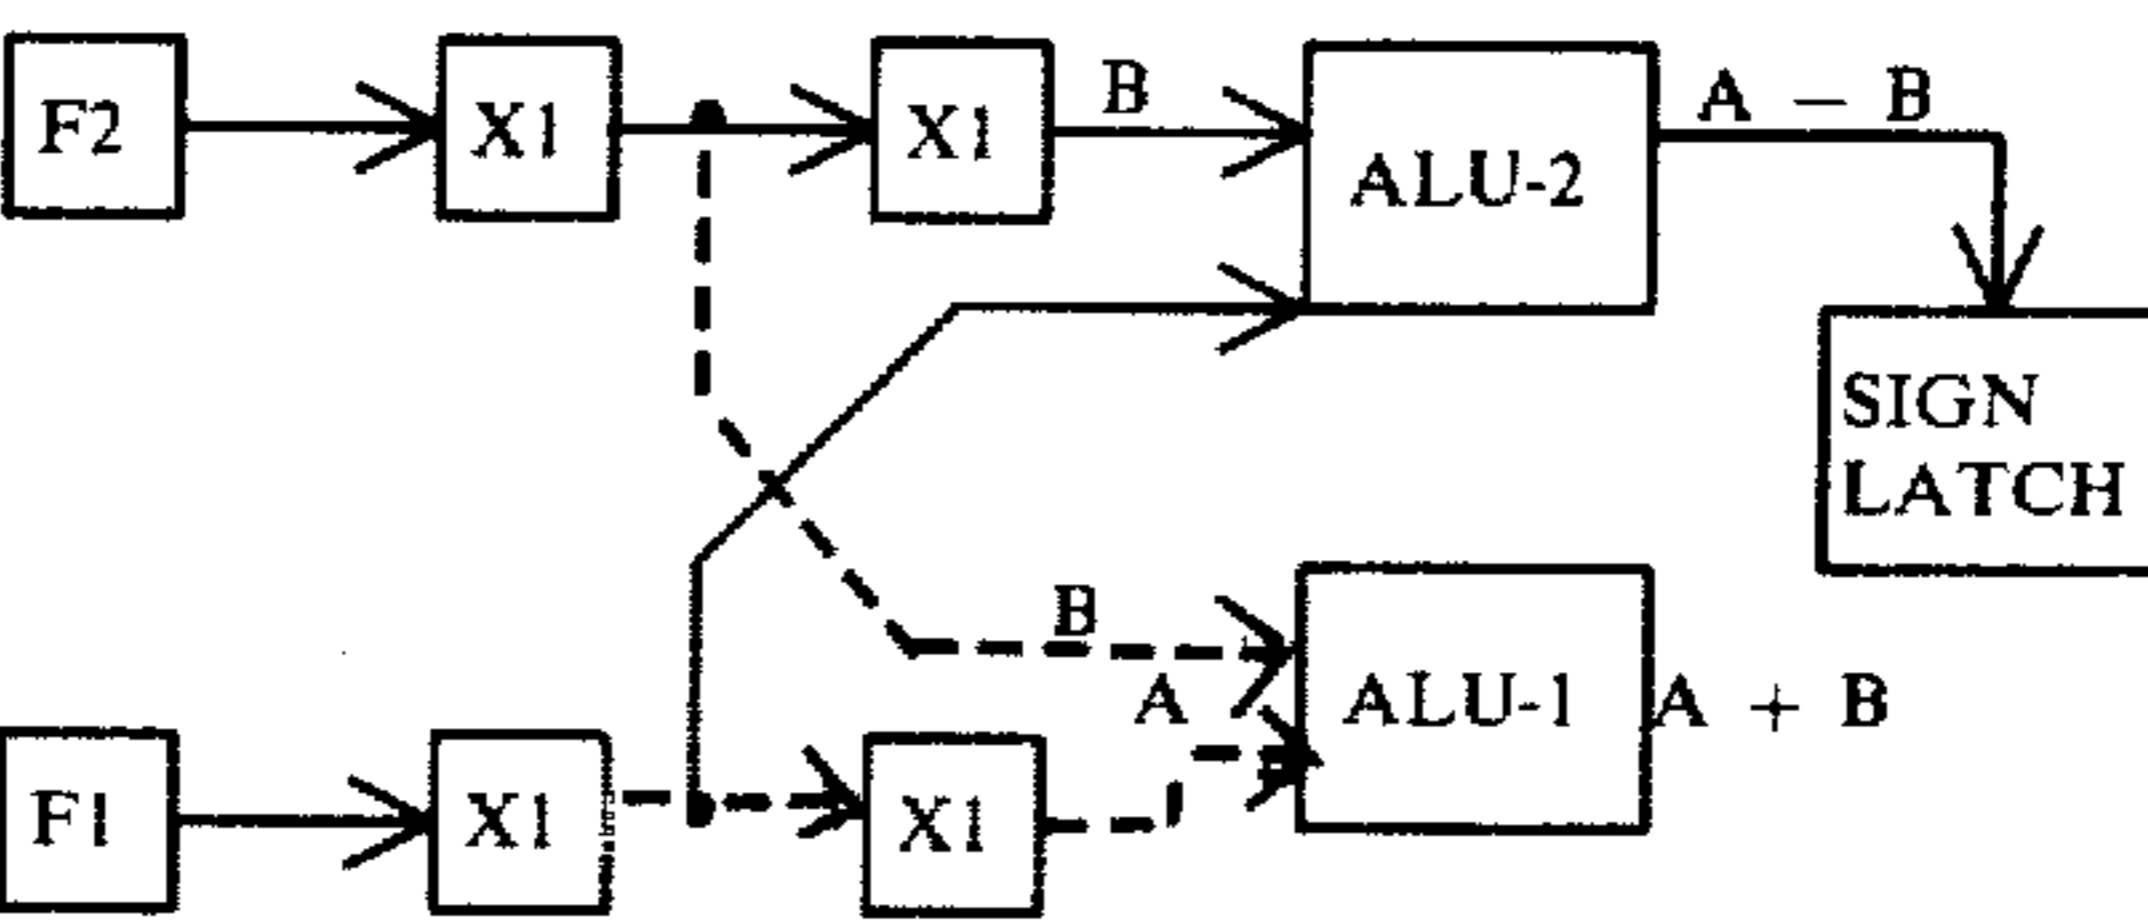 F2
X1
X1
B
ALU-2
A – B
SIGN
LATCH
B
A
ALU-1
A + B
F1
X1
X1